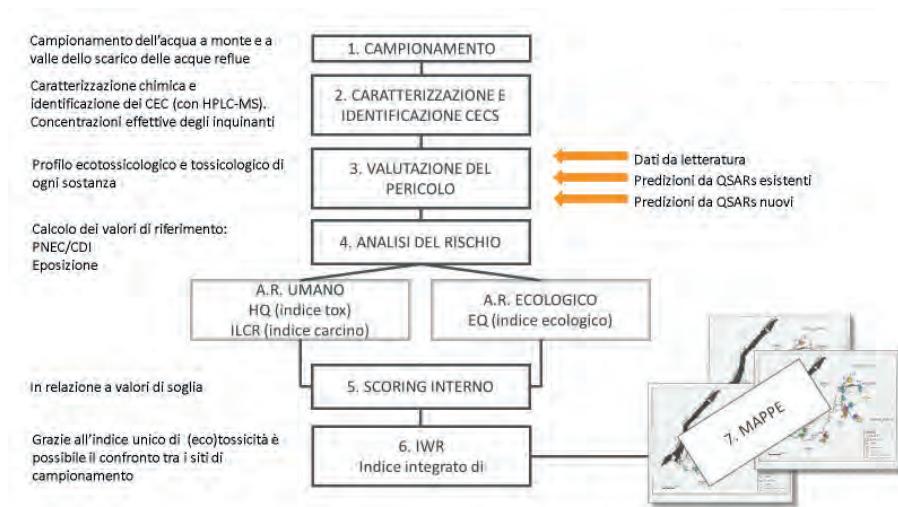 Campionamento dell'acqua a monte e a
valle dello scarico delle acque reflue
1. CAMPIONAMENTO
Caratterizzazione chimica e
identificazione dei CEC (con HPLC-MS).
Concentrazioni effettive degli inquinanti
2. CARATTERIZZAZIONE E
IDENTIFICAZIONE CECS
Profilo ecotossicologico e tossicologico di
ogni sostanza
3. VALUTAZIONE DEL
PERICOLO
Dati da letteratura
Predizioni da QSARs esistenti
Predizioni da QSARs nuovi
Calcolo dei valori di riferimento:
PNEC/CDI
Eposizione
4. ANALISI DEL RISCHIO
A.R. UMANO
HQ (indice tox)
ILCR (indice carcino)
A.R. ECOLOGICO
EQ (indice ecologico)
In relazione a valori di soglia
5. SCORING INTERNO
Grazie all'indice unico di (eco)tossicità è
possibile il confronto tra i siti di
campionamento
6. IWR
Indice integrato di
7. MAPPE